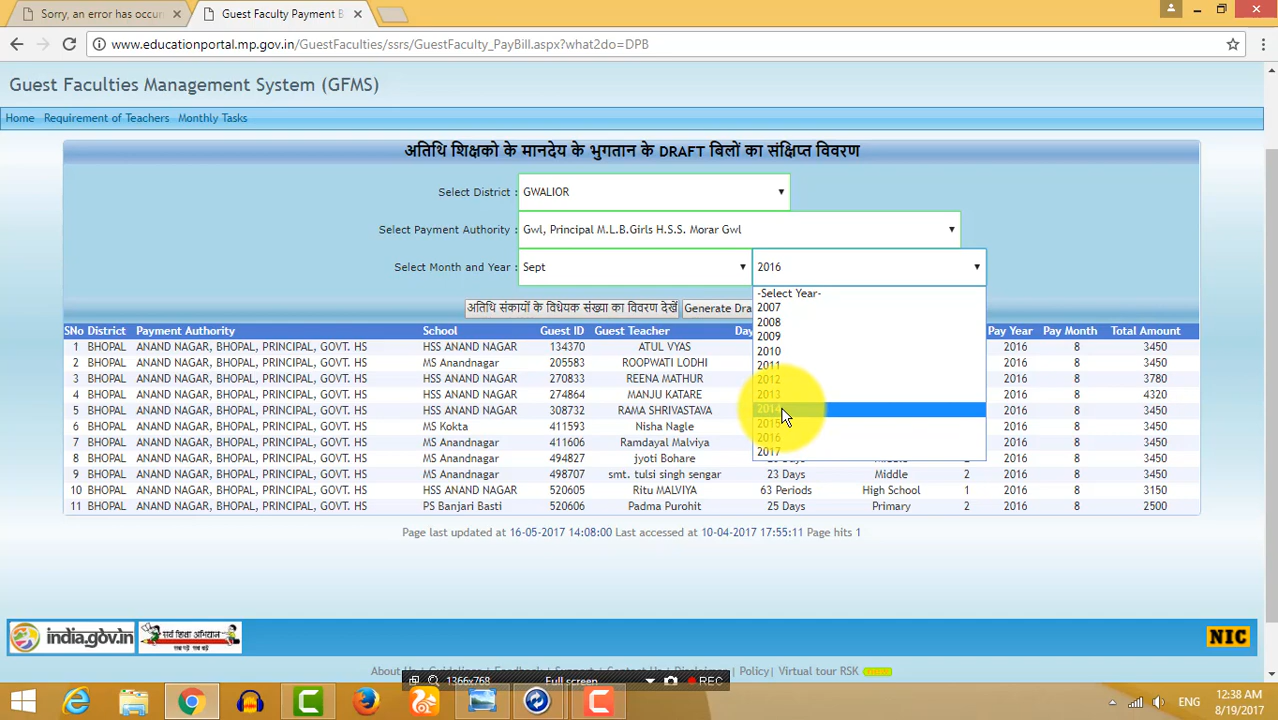 Sorry, an error has occur
Guest Faculty Payment B
www.educationportal.mp.gov.in/GuestFaculties/ssrs/GuestFaculty_PayBill.aspx?what2do=DPB
Guest Faculties Management System (GFMS)
Home Requirement of Teachers Monthly Tasks
अतिथि शिक्षको के मानदेय के भुगतान के DRAFT बिलों का संक्षिप्त विवरण
Select District : GWALIOR
Select Payment Authority : Gwl, Principal M.L.B.Girls H.S.S. Morar Gwl
Select Month and Year : Sept 2016
-Select Year-
2007
2008
2009
2010
2011
2012
2013
2014
2015
2016
2017
अतिथि संकायों के विधेयक संख्या का विवरण देखें Generate Dra
SNo District Payment Authority School Guest ID Guest Teacher Day Pay Year Pay Month Total Amount
1 BHOPAL ANAND NAGAR, BHOPAL, PRINCIPAL, GOVT. HS HSS ANAND NAGAR 134370 ATUL VYAS 2016 8 3450
2 BHOPAL ANAND NAGAR, BHOPAL, PRINCIPAL, GOVT. HS MS Anandnagar 205583 ROOPWATI LODHI 2016 8 3450
3 BHOPAL ANAND NAGAR, BHOPAL, PRINCIPAL, GOVT. HS HSS ANAND NAGAR 270833 REENA MATHUR 2016 8 3780
4 BHOPAL ANAND NAGAR, BHOPAL, PRINCIPAL, GOVT. HS HSS ANAND NAGAR 274864 MANJU KATARE 2016 8 4320
5 BHOPAL ANAND NAGAR, BHOPAL, PRINCIPAL, GOVT. HS HSS ANAND NAGAR 308732 RAMA SHRIVASTAVA 2016 8 3450
6 BHOPAL ANAND NAGAR, BHOPAL, PRINCIPAL, GOVT. HS MS Kokta 411593 Nisha Nagle 2016 8 3450
7 BHOPAL ANAND NAGAR, BHOPAL, PRINCIPAL, GOVT. HS MS Anandnagar 411606 Ramdayal Malviya 2016 8 3450
8 BHOPAL ANAND NAGAR, BHOPAL, PRINCIPAL, GOVT. HS MS Anandnagar 494827 jyoti Bohare Days Middle 2 2016 8 3450
9 BHOPAL ANAND NAGAR, BHOPAL, PRINCIPAL, GOVT. HS MS Anandnagar 498707 smt. tulsi singh sengar 23 Days Middle 2 2016 8 3450
10 BHOPAL ANAND NAGAR, BHOPAL, PRINCIPAL, GOVT. HS HSS ANAND NAGAR 520605 Ritu MALVIYA 63 Periods High School 1 2016 8 3150
11 BHOPAL ANAND NAGAR, BHOPAL, PRINCIPAL, GOVT. HS PS Banjari Basti 520606 Padma Purohit 25 Days Primary 2 2016 8 2500
Page last updated at 16-05-2017 14:08:00 Last accessed at 10-04-2017 17:55:11 Page hits 1
india.gov.in सर्व शिक्षा अभियान NIC
Policy | Virtual tour RSK
1366x768 Full screen REC
ENG
12:38 AM
8/19/2017